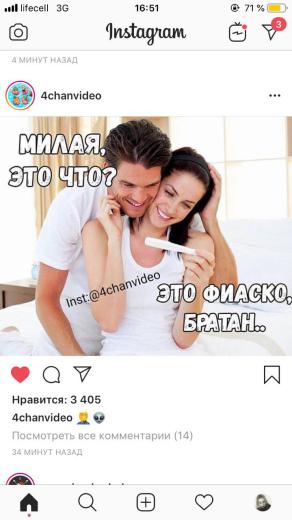 lifecell 3G 16:51 71 %
Instagram
3
4 МИНУТ НАЗАД
4chanvideo
МИЛАЯ,
ЭТО ЧТО?
Inst:@4chanvideo
ЭТО ФИАСКО,
БРАТАН..
Нравится: 3 405
4chanvideo 🤦‍♂️ 👽
Посмотреть все комментарии (14)
34 МИНУТ НАЗАД